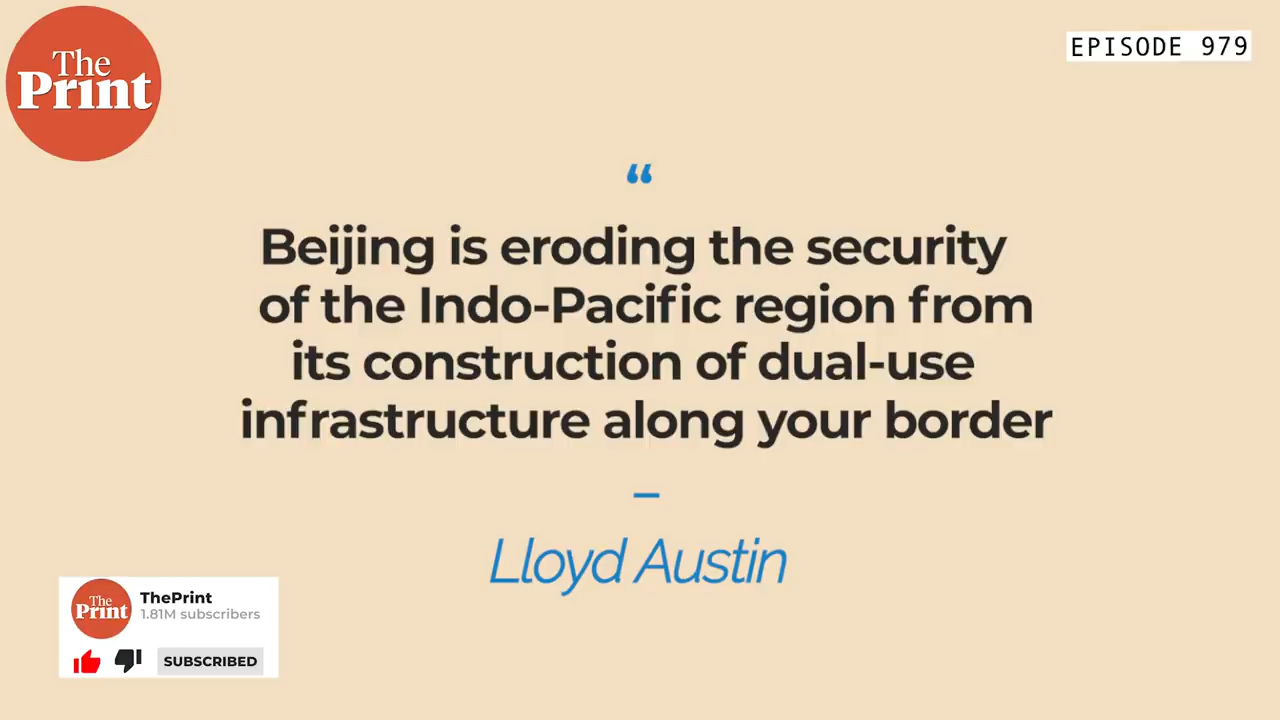 The
Print
EPISODE 979
“
Beijing is eroding the security
of the Indo-Pacific region from
its construction of dual-use
infrastructure along your border
–
Lloyd Austin
The
Print
ThePrint
1.81M subscribers
SUBSCRIBED